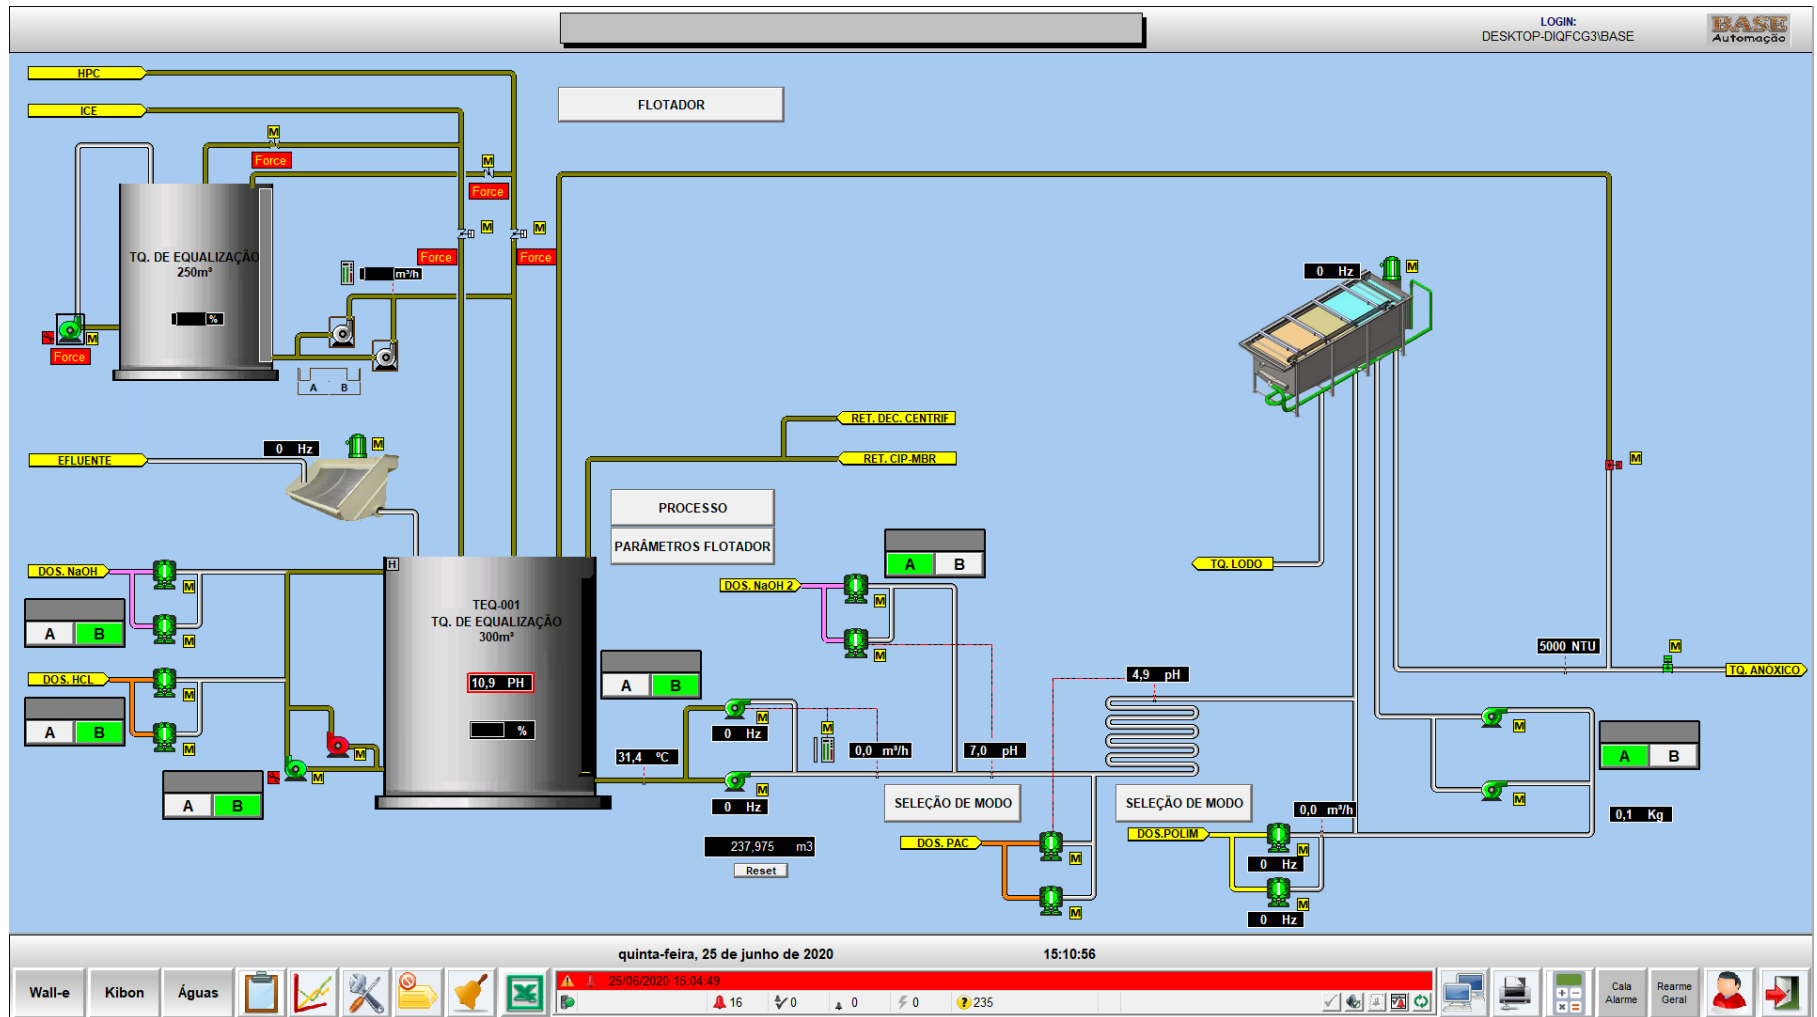 LOGIN:
DESKTOP-DIQFCG3\BASE
BASE
Automação
HPC
ICE
FLOTADOR
M
Force
M
Force
M
M
Force
Force
TQ. DE EQUALIZAÇÃO
250m³
m³/h
%
M
Force
A B
0 Hz
M
RET. DEC. CENTRIF
RET. CIP-MBR
EFLUENTE
0 Hz
M
M
PROCESSO
PARÂMETROS FLOTADOR
H
A B
TQ. LODO
DOS. NaOH
M
A B
M
DOS. NaOH 2
M
M
TEQ-001
TQ. DE EQUALIZAÇÃO
300m³
10,9 PH
%
A B
5000 NTU
M
TQ. ANÓXICO
DOS. HCL
M
A B
M
4,9 pH
M
0 Hz
M
0,0 m³/h
7,0 pH
31,4 ºC
M
0 Hz
M
A B
M
M
M
A B
SELEÇÃO DE MODO
SELEÇÃO DE MODO
0,0 m³/h
0,1 Kg
237,975 m3
Reset
DOS. PAC
M
M
DOS.POLIM
M
0 Hz
M
0 Hz
quinta-feira, 25 de junho de 2020
15:10:56
Wall-e
Kibon
Águas
25/06/2020 15:04:49
16
0
0
0
235
Cala
Alarme
Rearme
Geral